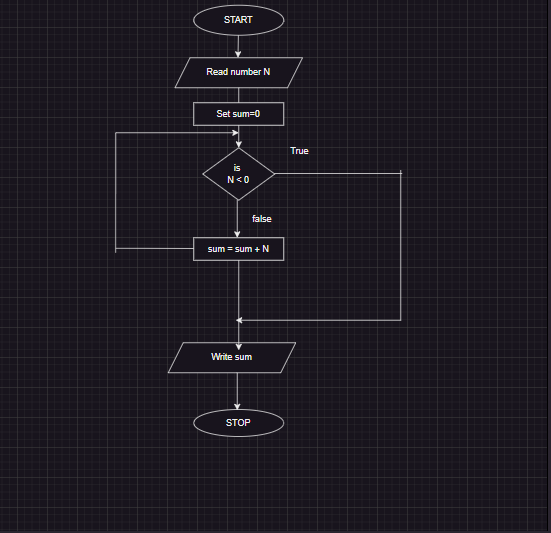 START
Read number N
Set sum=0
True
is
N < 0
false
sum = sum + N
Write sum
STOP